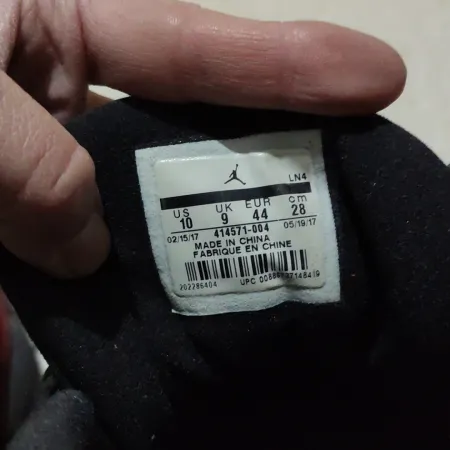 LN4
US UK EUR cm
10 9 44 28
02/15/17 414571-004 05/19/17
MADE IN CHINA
FABRIQUE EN CHINE
202286404 UPC